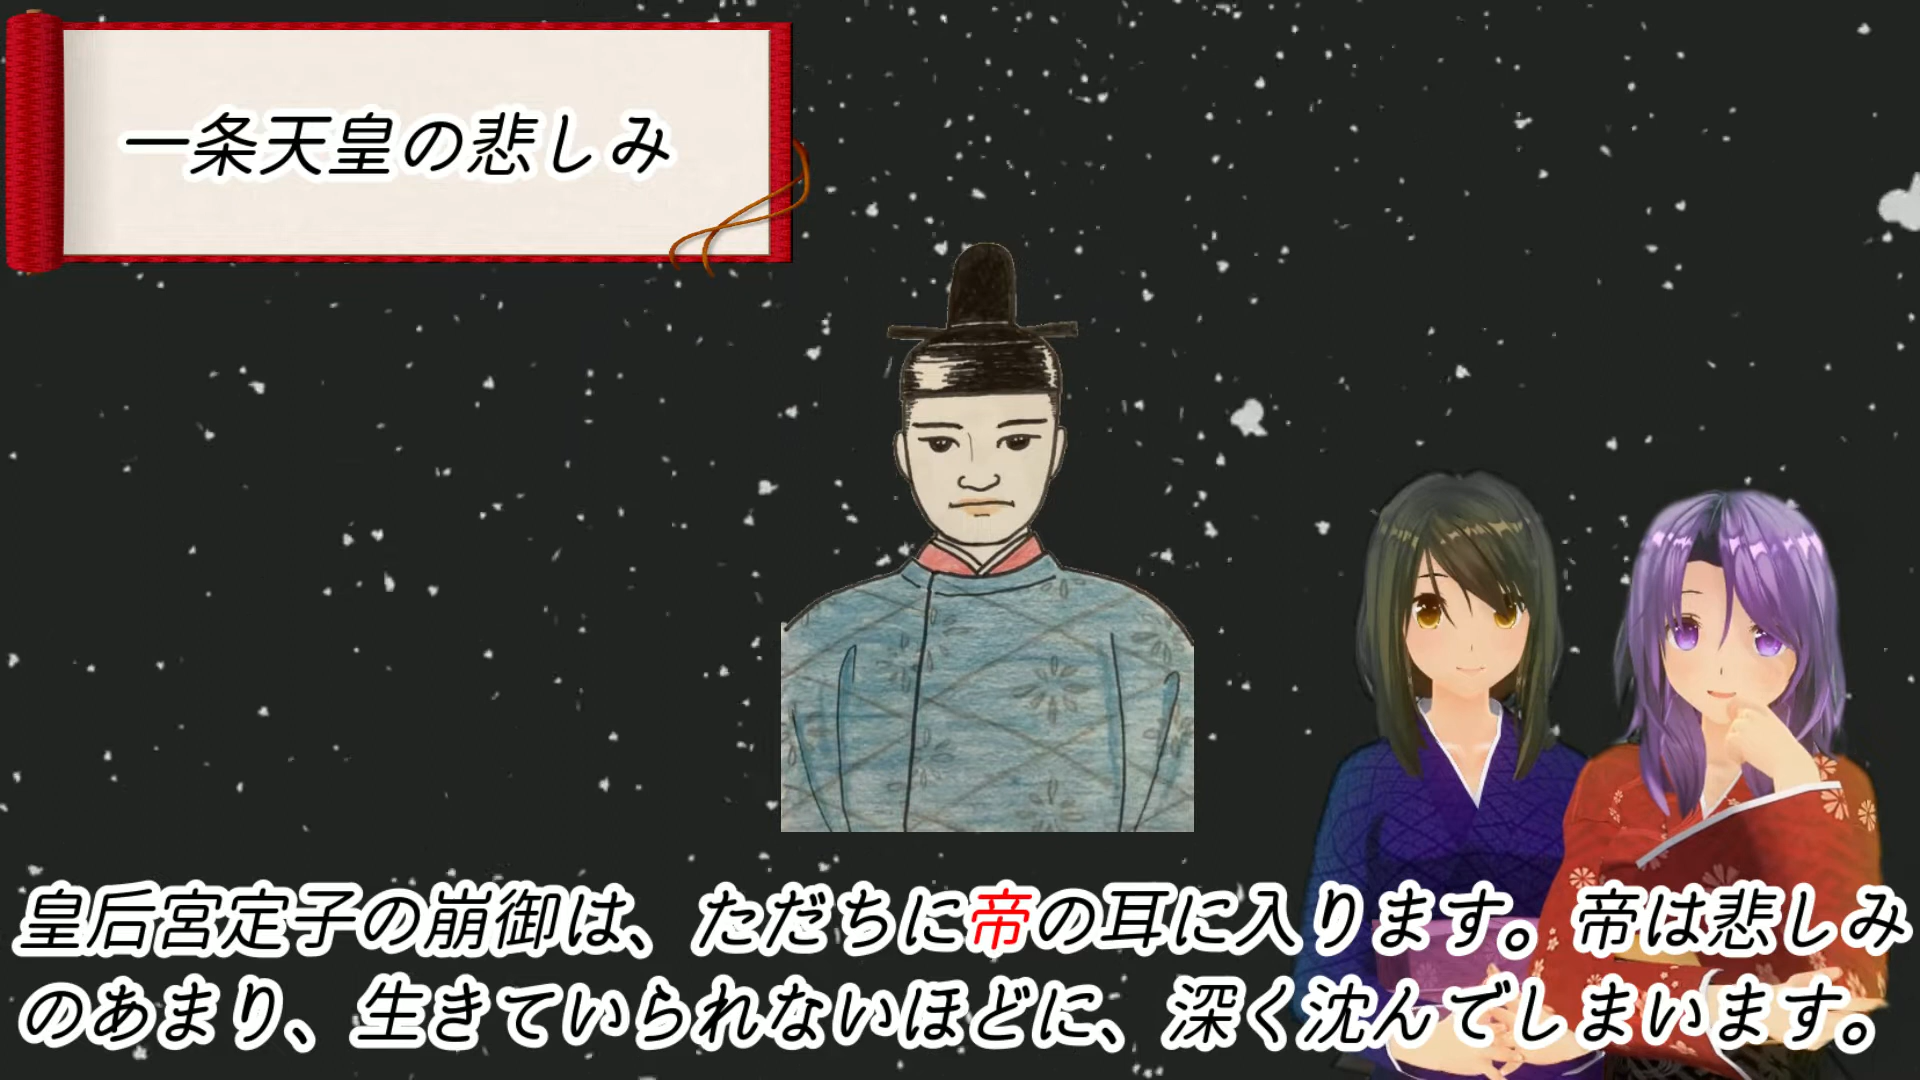 一条天皇の悲しみ
皇后宮定子の崩御は、ただちに帝の耳に入ります。帝は悲しみ
のあまり、生きていられないほどに、深く沈んでしまいます。